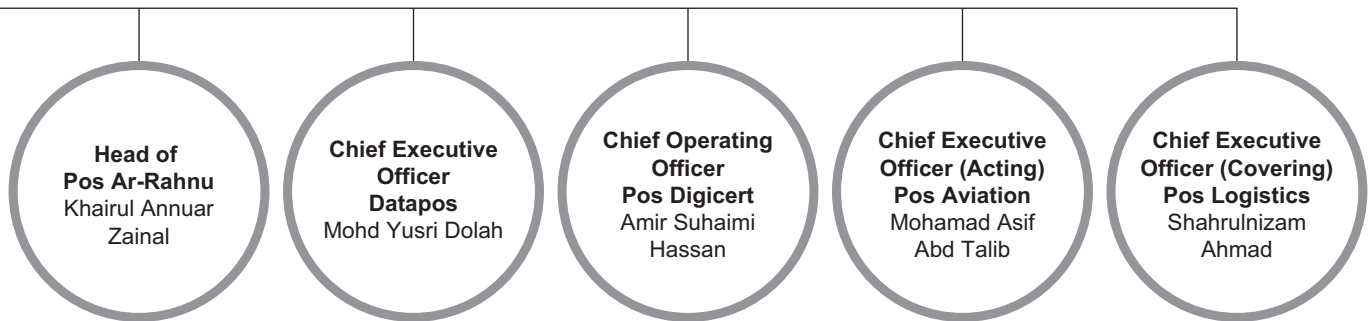 Head of
Pos Ar-Rahnu
Khairul Annuar
Zainal
Chief Executive
Officer
Datapos
Mohd Yusri Dolah
Chief Operating
Officer
Pos Digicert
Amir Suhaimi
Hassan
Chief Executive
Officer (Acting)
Pos Aviation
Mohamad Asif
Abd Talib
Chief Executive
Officer (Covering)
Pos Logistics
Shahrulnizam
Ahmad